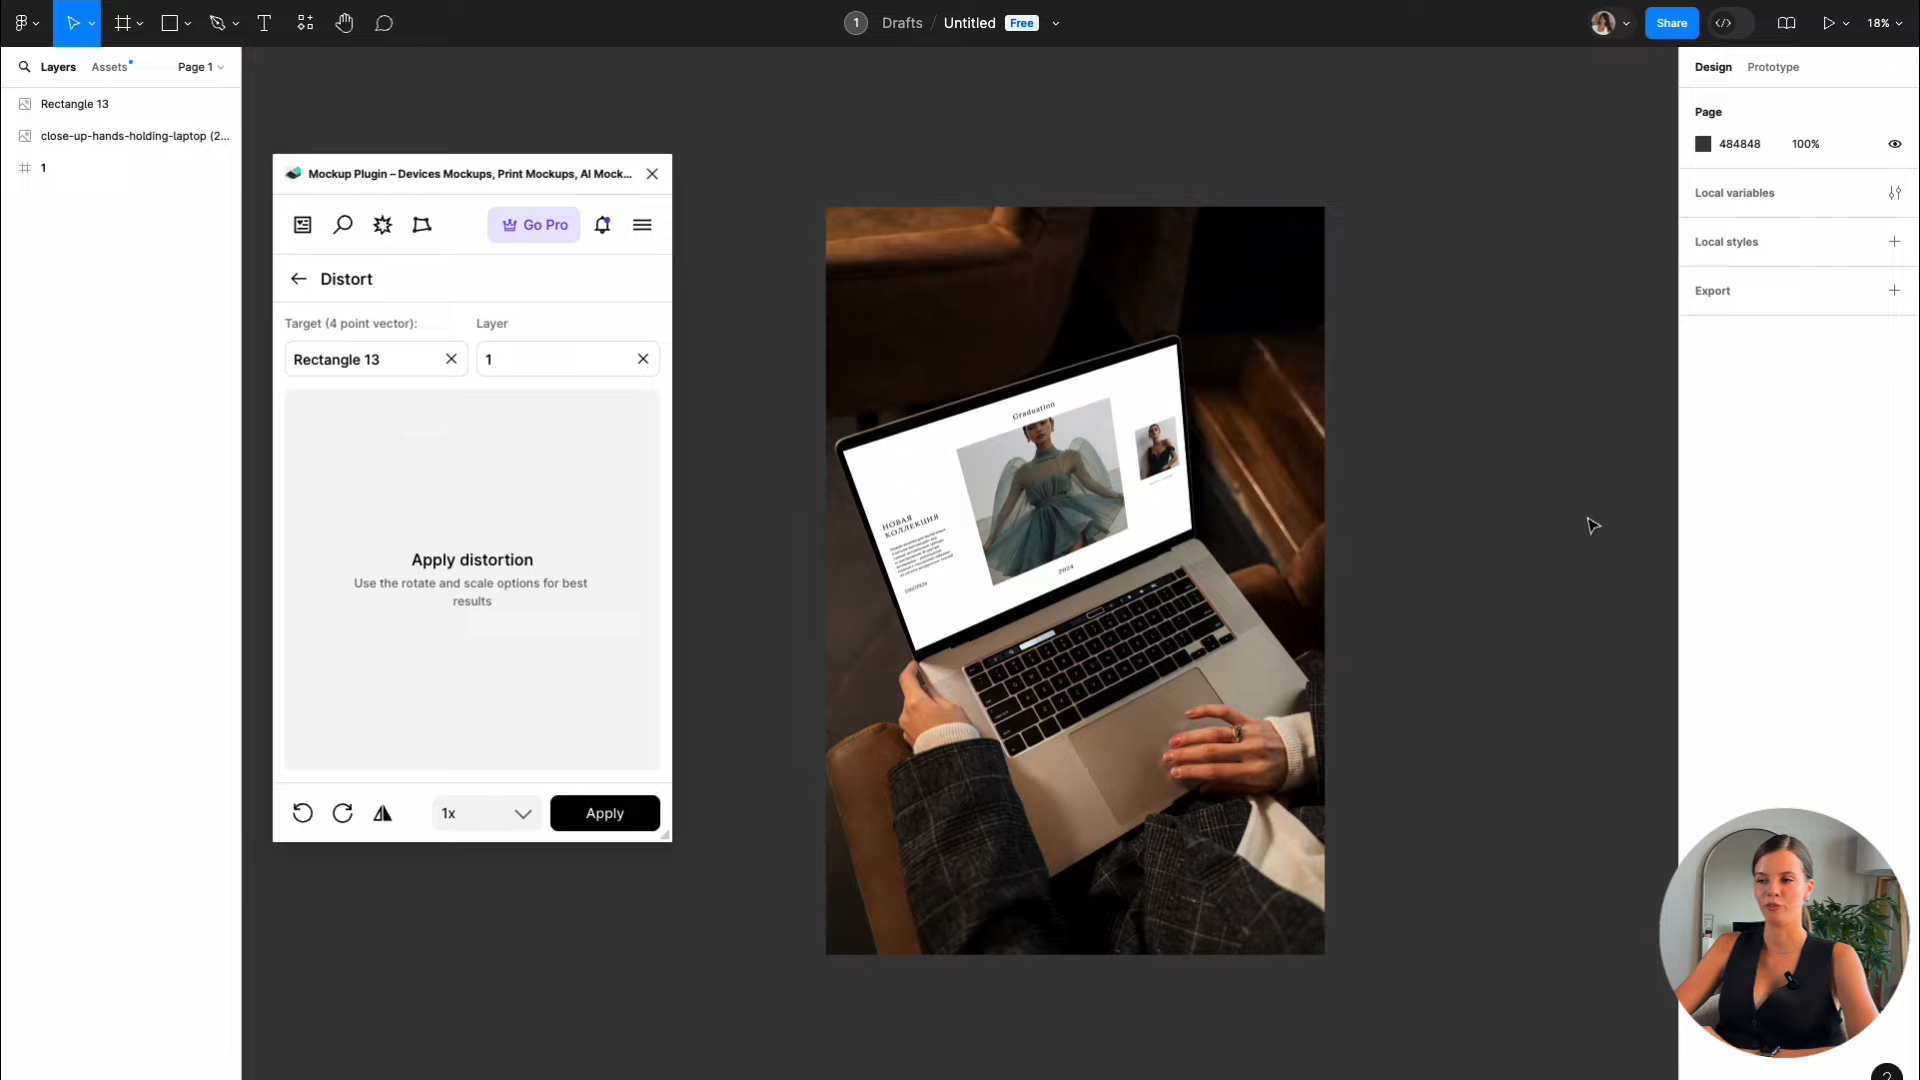 1
Drafts / Untitled
Free
Share
18%
Layers
Assets
Page 1
Rectangle 13
close-up-hands-holding-laptop (2...
1
Mockup Plugin – Devices Mockups, Print Mockups, AI Mock...
Go Pro
Distort
Target (4 point vector):
Layer
Rectangle 13
1
Apply distortion
Use the rotate and scale options for best
results
1x
Apply
Graduation
НОВАЯ
КОЛЛЕКЦИЯ
2024
Design
Prototype
Page
484848
100%
Local variables
Local styles
Export
?